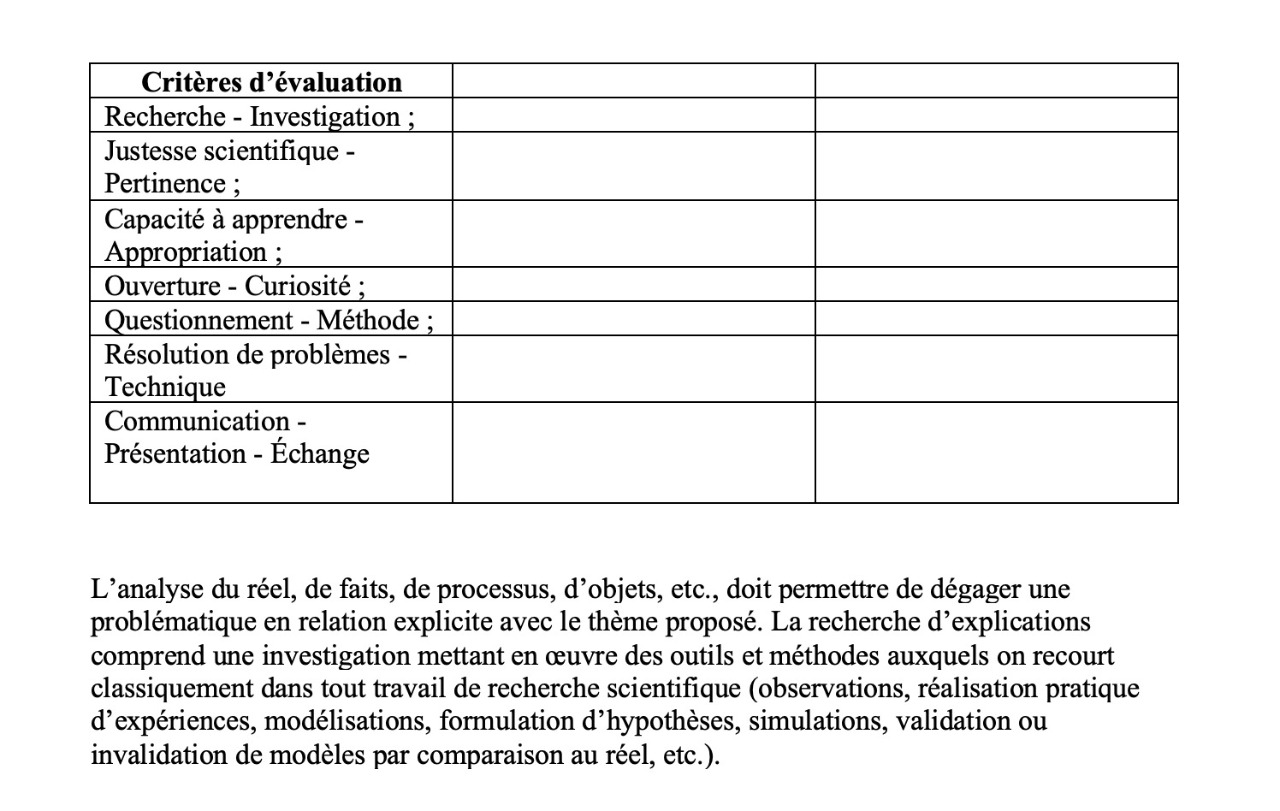 Critères d’évaluation
Recherche - Investigation ;
Justesse scientifique -
Pertinence ;
Capacité à apprendre -
Appropriation ;
Ouverture - Curiosité ;
Questionnement - Méthode ;
Résolution de problèmes -
Technique
Communication -
Présentation - Échange
L’analyse du réel, de faits, de processus, d’objets, etc., doit permettre de dégager une
problématique en relation explicite avec le thème proposé. La recherche d’explications
comprend une investigation mettant en œuvre des outils et méthodes auxquels on recourt
classiquement dans tout travail de recherche scientifique (observations, réalisation pratique
d’expériences, modélisations, formulation d’hypothèses, simulations, validation ou
invalidation de modèles par comparaison au réel, etc.).